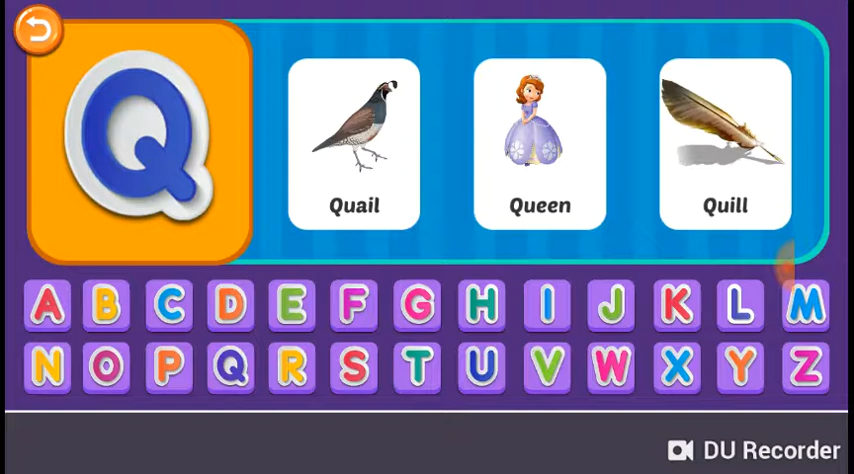 Q
Quail
Queen
Quill
A B C D E F G H I J K L M
N O P Q R S T U V W X Y Z
DU Recorder